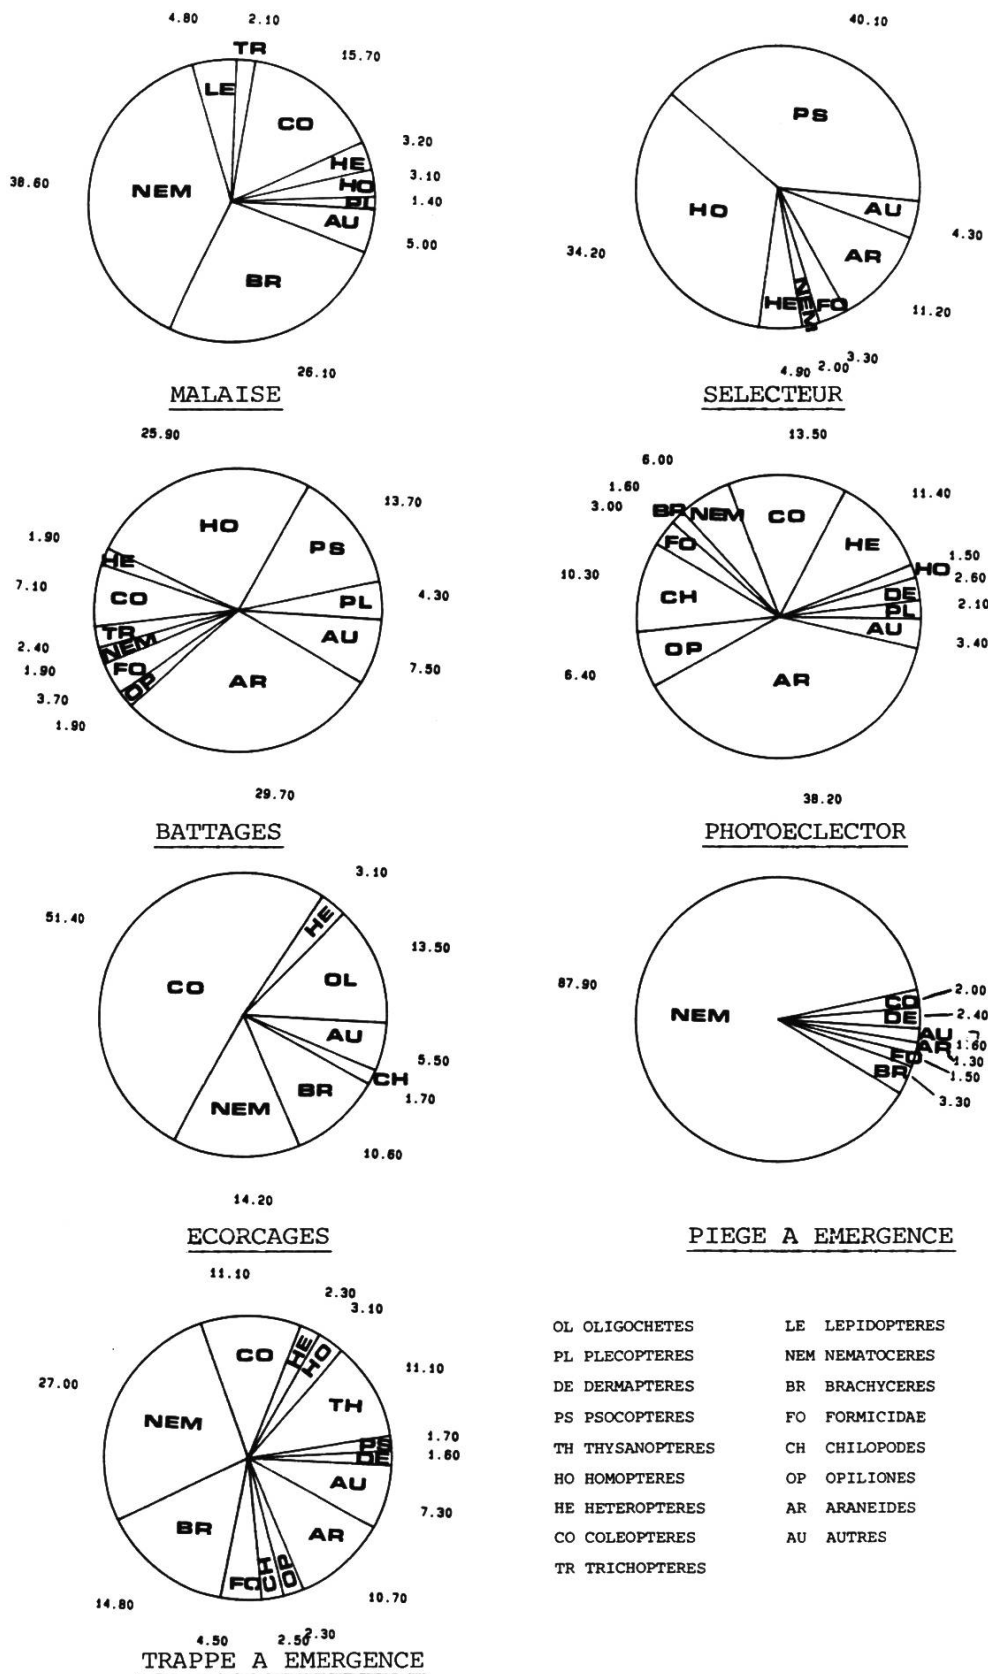 4.80 2.10
TR
15.70
LE
CO
3.20
HE
3.10
HO
1.40
PL
AU
5.00
NEM
38.60
BR
26.10
MALAISE
40.10
PS
HO
34.20
AU
4.30
AR
11.20
FO
3.30
NEM
2.00
HE
4.90
SELECTEUR
25.90
HO
13.70
PS
1.90
HE
7.10
CO
PL
4.30
AU
7.50
TR
2.40
NEM
1.90
FO
3.70
OP
1.90
AR
29.70
BATTAGES
13.50
CO
6.00
NEM
1.60
BR
3.00
FO
11.40
HE
1.50
HO
2.60
DE
2.10
PL
3.40
AU
10.30
CH
6.40
OP
AR
38.20
PHOTOECLECTOR
3.10
HE
51.40
CO
13.50
OL
AU
5.50
CH
1.70
BR
10.60
NEM
14.20
ECORCAGES
87.90
NEM
CO
2.00
DE
2.40
AU
1.60
AR
1.30
FO
1.50
BR
3.30
PIEGE A EMERGENCE
11.10
CO
2.30
HE
3.10
HO
11.10
TH
27.00
NEM
1.70
PS
1.60
DE
AU
7.30
AR
10.70
BR
14.80
FO
4.50
CH
2.50
OP
2.30
TRAPPE A EMERGENCE
OL OLIGOCHETES
PL PLECOPTERES
DE DERMAPTERES
PS PSOCOPTERES
TH THYSANOPTERES
HO HOMOPTERES
HE HETEROPTERES
CO COLEOPTERES
TR TRICHOPTERES
LE LEPIDOPTERES
NEM NEMATOCERES
BR BRACHYCERES
FO FORMICIDAE
CH CHILOPODES
OP OPILIONES
AR ARANEIDES
AU AUTRES